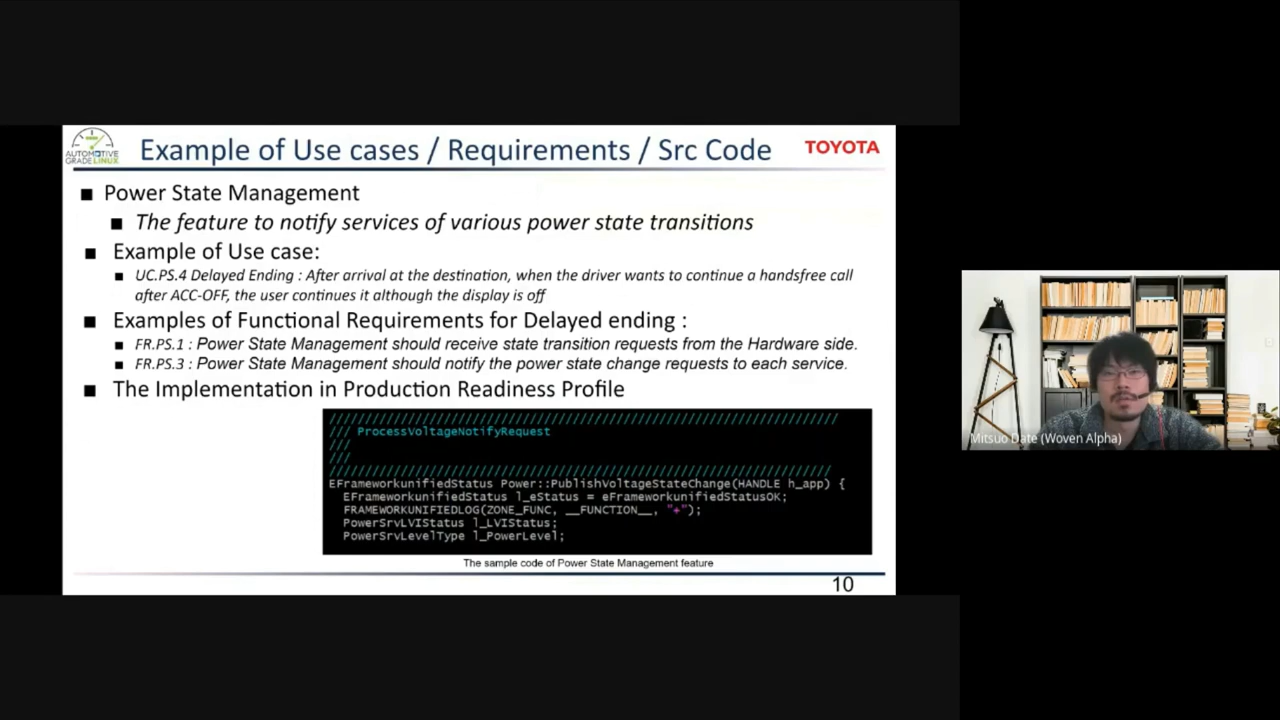 AUTOMOTIVE
GRADELINUX
Example of Use cases / Requirements / Src Code
TOYOTA
■ Power State Management
■ The feature to notify services of various power state transitions
■ Example of Use case:
■ UC.PS.4 Delayed Ending : After arrival at the destination, when the driver wants to continue a handsfree call
after ACC-OFF, the user continues it although the display is off
■ Examples of Functional Requirements for Delayed ending :
■ FR.PS.1 : Power State Management should receive state transition requests from the Hardware side.
■ FR.PS.3 : Power State Management should notify the power state change requests to each service.
■ The Implementation in Production Readiness Profile
/// ProcessVoltageNotifyRequest
///
///
EFrameworkunifiedStatus Power::PublishVoltageStateChange(HANDLE h_app) {
EFrameworkunifiedStatus l_eStatus = eFrameworkunifiedStatusOK;
FRAMEWORKUNIFIEDLOG(ZONE_FUNC, __FUNCTION__, "+");
PowerSrvLVIStatus l_LVIStatus;
PowerSrvLevelType l_PowerLevel;
The sample code of Power State Management feature
10
Mitsuo Date (Woven Alpha)